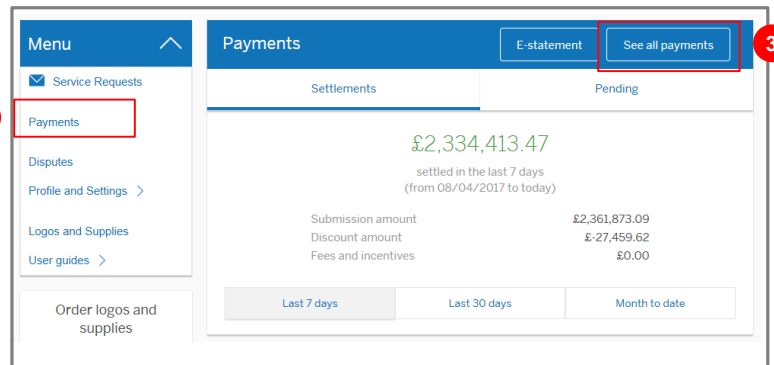 Menu
Service Requests
Payments
Disputes
Profile and Settings >
Logos and Supplies
User guides >
Order logos and
supplies
Payments
E-statement
See all payments
3
Settlements
Pending
£2,334,413.47
settled in the last 7 days
(from 08/04/2017 to today)
Submission amount £2,361,873.09
Discount amount £-27,459.62
Fees and incentives £0.00
Last 7 days
Last 30 days
Month to date